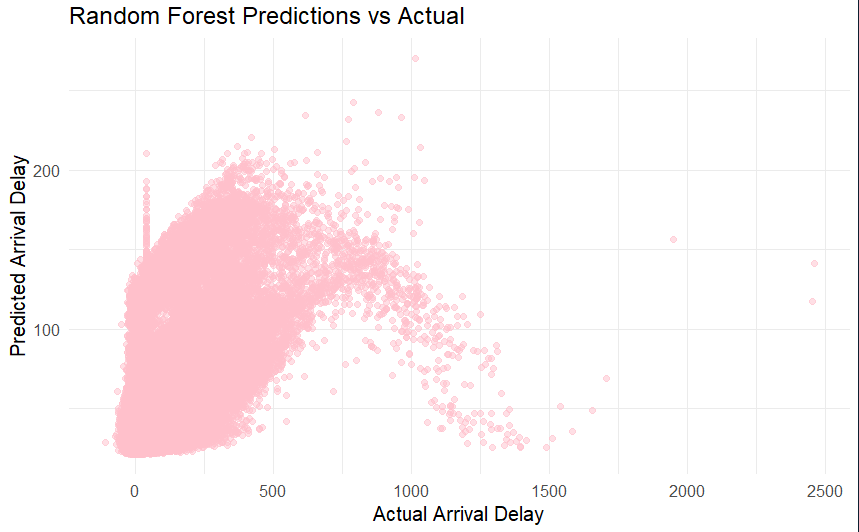 Random Forest Predictions vs Actual
Predicted Arrival Delay
200
100
0 500 1000 1500 2000 2500
Actual Arrival Delay